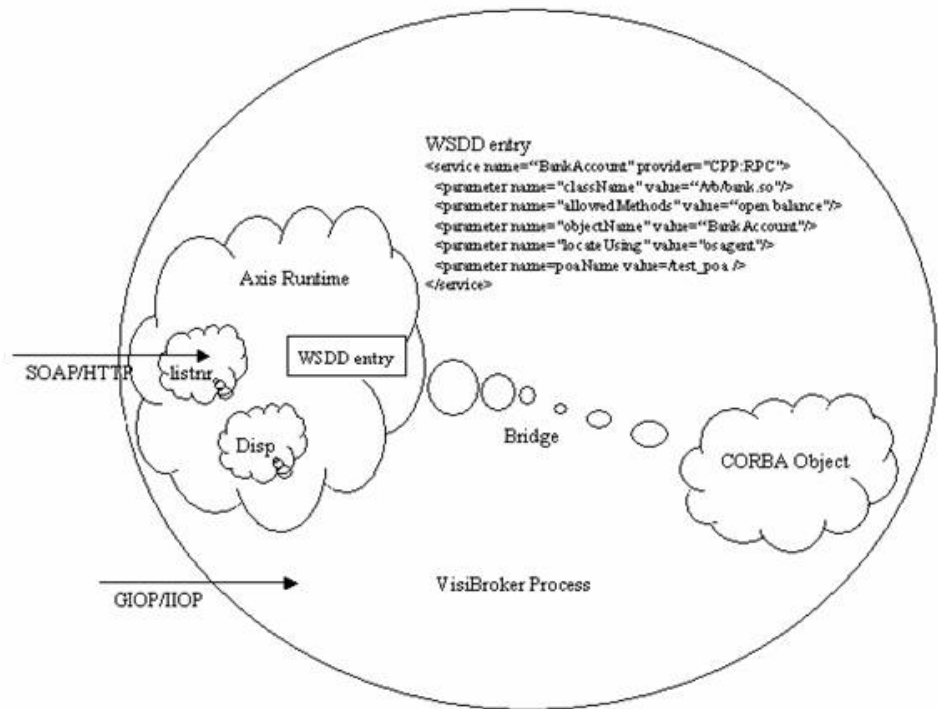 WSDD entry
<service name="BankAccount" provider="CPP:RPC">
<parameter name="className" value="/vb/bank.so"/>
<parameter name="allowedMethods" value="open balance"/>
<parameter name="objectName" value="BankAccount"/>
<parameter name="locateUsing" value="osagent"/>
<parameter name=poaName value=/test_poa />
</service>
Axis Runtime
WSDD entry
SOAP/HTTP
listnr
Disp
Bridge
CORBA Object
VisiBroker Process
GIOP/IIOP